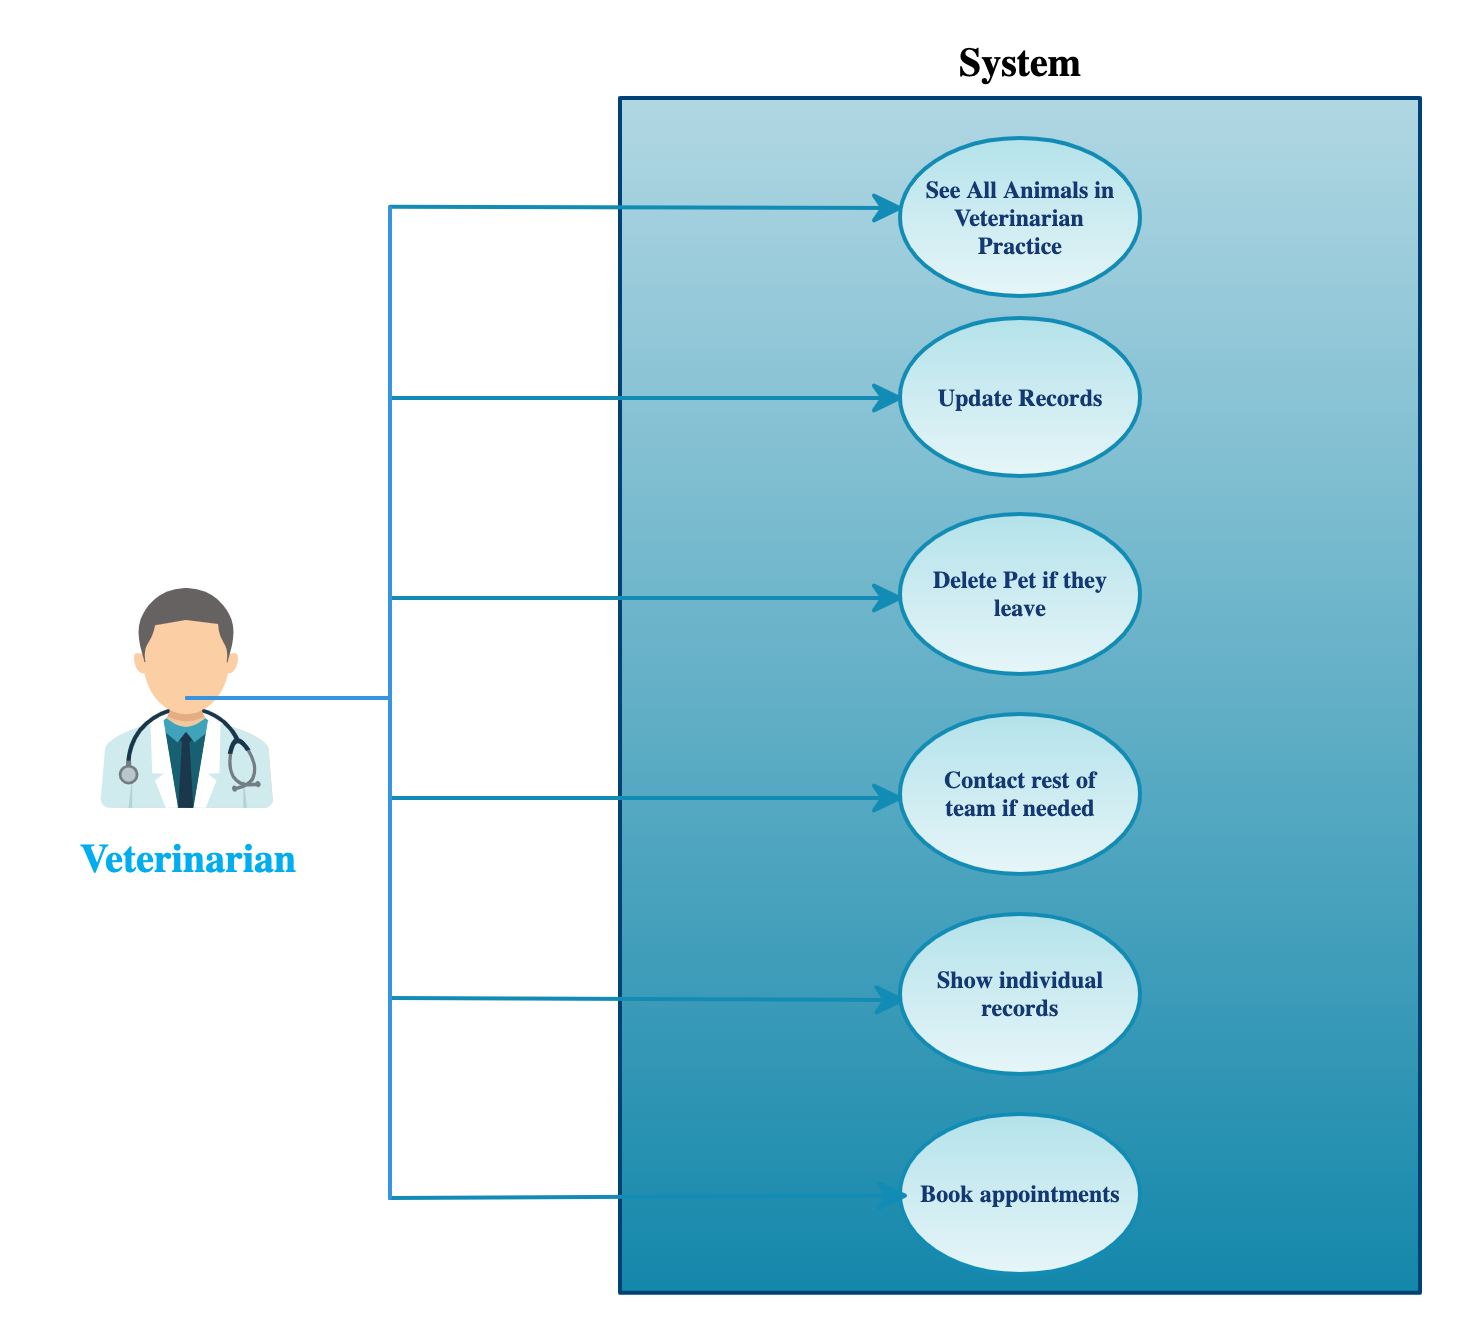 System
See All Animals in
Veterinarian
Practice
Update Records
Delete Pet if they
leave
Contact rest of
team if needed
Veterinarian
Show individual
records
Book appointments